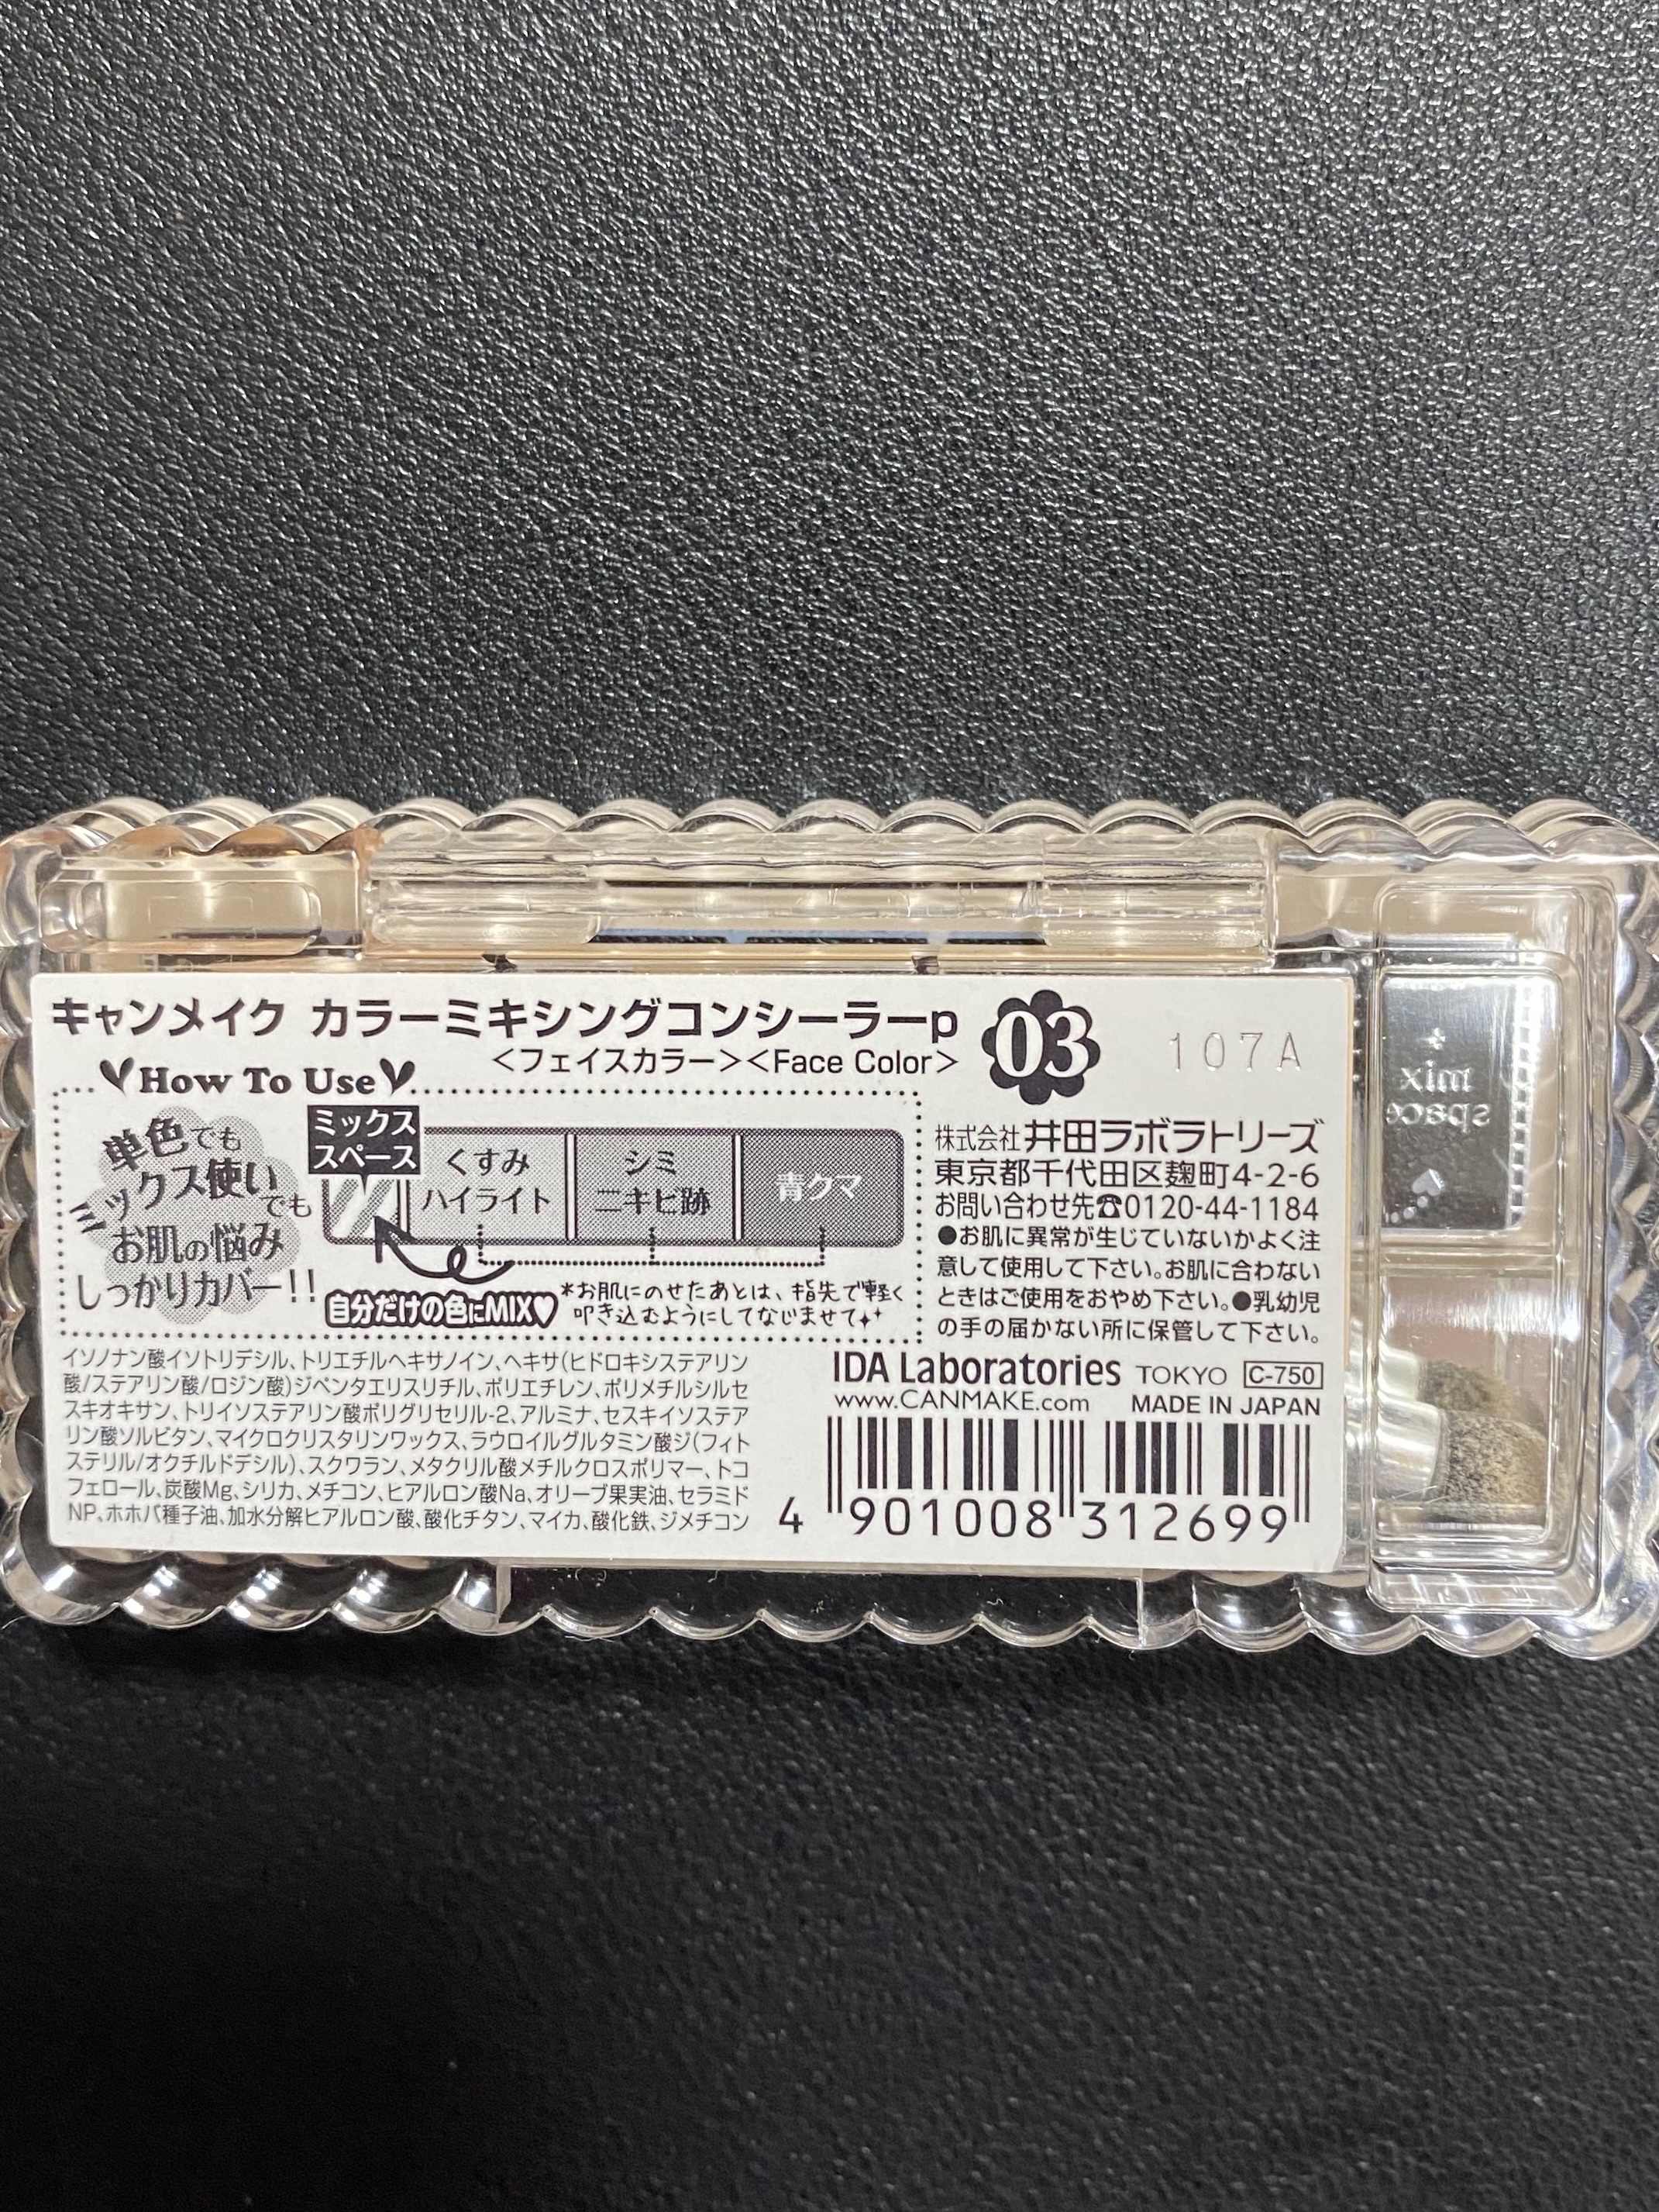 キャンメイク カラーミキシングコンシーラーp
<フェイスカラー><Face Color>
03
107A
How To Use
単色でも
ミックス使いでも
お肌の悩み
しっかりカバー!!
ミックス
スペース
くすみ
ハイライト
シミ
ニキビ跡
青クマ
自分だけの色にMIX♡
*お肌にのせたあとは、指先で軽く
叩き込むようにしてなじませて✦✦
株式会社 井田ラボラトリーズ
東京都千代田区麹町4-2-6
お問い合わせ先☎0120-44-1184
●お肌に異常が生じていないかよく注
意して使用して下さい。お肌に合わない
ときはご使用をおやめ下さい。●乳幼児
の手の届かない所に保管して下さい。
イソノナン酸イソトリデシル、トリエチルヘキサノイン、ヘキサ(ヒドロキシステアリン
酸/ステアリン酸/ロジン酸)ジペンタエリスリチル、ポリエチレン、ポリメチルシルセ
スキオキサン、トリイソステアリン酸ポリグリセリル-2、アルミナ、セスキイソステア
リン酸ソルビタン、マイクロクリスタリンワックス、ラウロイルグルタミン酸ジ(フィト
ステリル/オクチルドデシル)、スクワラン、メタクリル酸メチルクロスポリマー、トコ
フェロール、炭酸Mg、シリカ、メチコン、ヒアルロン酸Na、オリーブ果実油、セラミド
NP、ホホバ種子油、加水分解ヒアルロン酸、酸化チタン、マイカ、酸化鉄、ジメチコン
IDA Laboratories TOKYO C-750
www.CANMAKE.com MADE IN JAPAN
4 901008 312699
mix
space